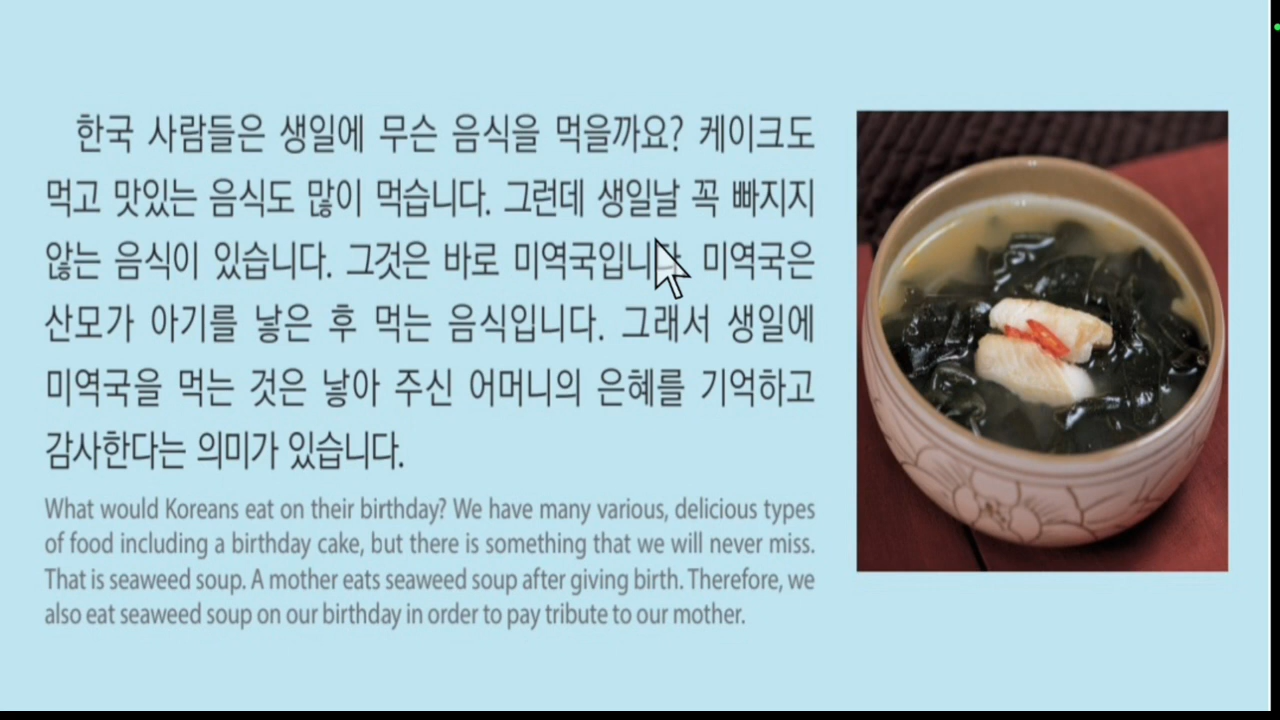 한국 사람들은 생일에 무슨 음식을 먹을까요? 케이크도
먹고 맛있는 음식도 많이 먹습니다. 그런데 생일날 꼭 빠지지
않는 음식이 있습니다. 그것은 바로 미역국입니다. 미역국은
산모가 아기를 낳은 후 먹는 음식입니다. 그래서 생일에
미역국을 먹는 것은 낳아 주신 어머니의 은혜를 기억하고
감사한다는 의미가 있습니다.
What would Koreans eat on their birthday? We have many various, delicious types
of food including a birthday cake, but there is something that we will never miss.
That is seaweed soup. A mother eats seaweed soup after giving birth. Therefore, we
also eat seaweed soup on our birthday in order to pay tribute to our mother.